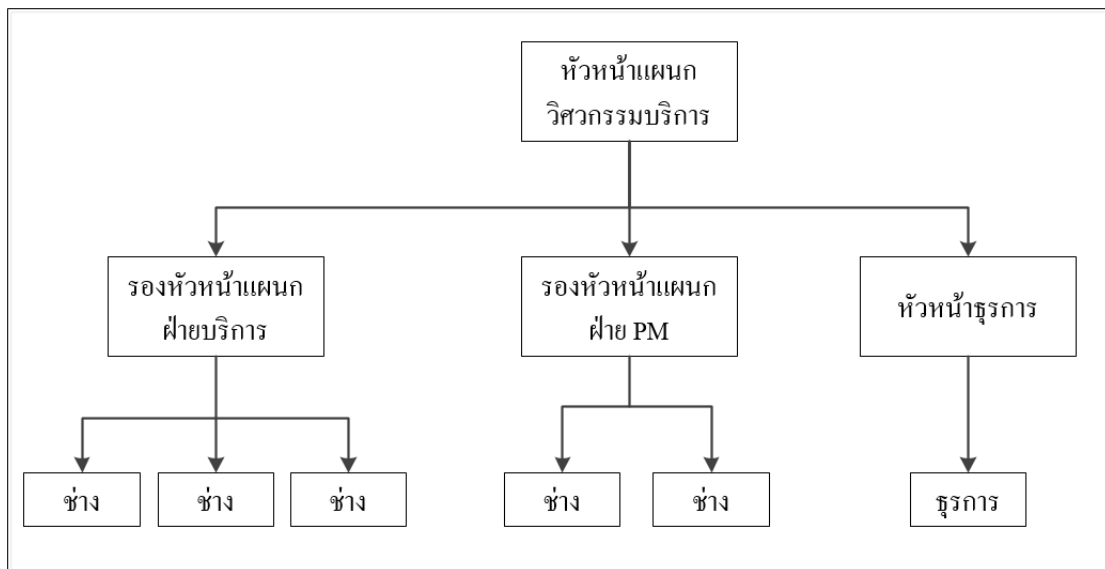 หัวหน้าแผนก
วิศวกรรมบริการ
รองหัวหน้าแผนก
ฝ่ายบริการ
รองหัวหน้าแผนก
ฝ่าย PM
หัวหน้าธุรการ
ช่าง
ช่าง
ช่าง
ช่าง
ช่าง
ธุรการ